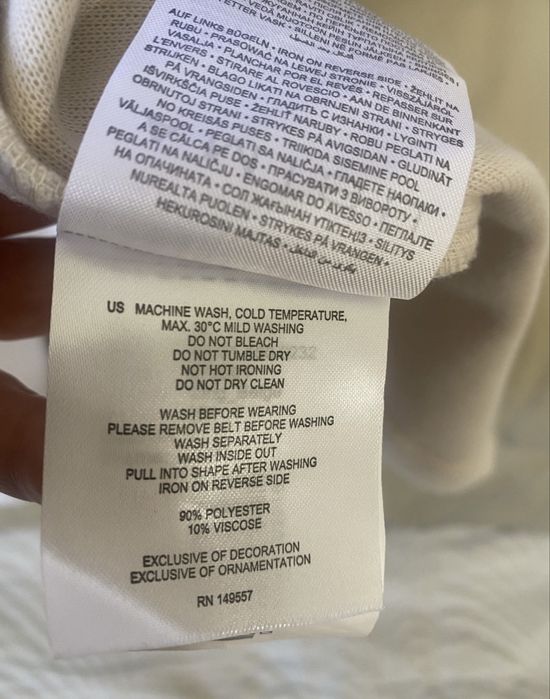 AUF LINKS BÜGELN • IRON ON REVERSE SIDE • ŽEHLIT NA
RUBU • PRASOWAĆ NA LEWEJ STRONIE • VISSZÁJÁRÓL
VASALJA • PLANCHAR POR EL REVÉS • REPASSER SUR
L'ENVERS • STIRARE AL ROVESCIO • AAN DE BINNENKANT
STRIJKEN • BLAGO LIKATI NA OBRNJENI STRANI • STRYGES
PÅ VRANGSIDEN • ГЛАДИТЬ С ИЗНАНКИ • LYGINTI
IŠVIRKŠČIA PUSE • ŽEHLIŤ NARUBY • ROBU PEGLATI NA
OBRNUTOJ STRANI • STRYKES PÅ AVIGSIDAN • GLUDINĀT
NO KREISĀS PUSES • TRIIKIDA SISEMINE POOL
VÄLJASPOOL • PEGLATI SA NALIČJA • ГЛАДЕТЕ НАОПАКИ •
A SE CĂLCA PE DOS • ПРАСУВАТИ З ВИВОРОТУ •
PEGLATI NA NALIČJU • ENGOMAR DO AVESSO • ПЕГЛАЈТЕ
НА ОПАЧИНАТА • СОЛ ЖАҒЫНАН ҮТІКТЕҢІЗ • SILITYS
NUREALTA PUOLEN • STRYKES PÅ VRANGEN •
HEKUROSINI MAJTAS •
US MACHINE WASH, COLD TEMPERATURE,
MAX. 30°C MILD WASHING
DO NOT BLEACH
DO NOT TUMBLE DRY
NOT HOT IRONING
DO NOT DRY CLEAN
WASH BEFORE WEARING
PLEASE REMOVE BELT BEFORE WASHING
WASH SEPARATELY
WASH INSIDE OUT
PULL INTO SHAPE AFTER WASHING
IRON ON REVERSE SIDE
90% POLYESTER
10% VISCOSE
EXCLUSIVE OF DECORATION
EXCLUSIVE OF ORNAMENTATION
RN 149557